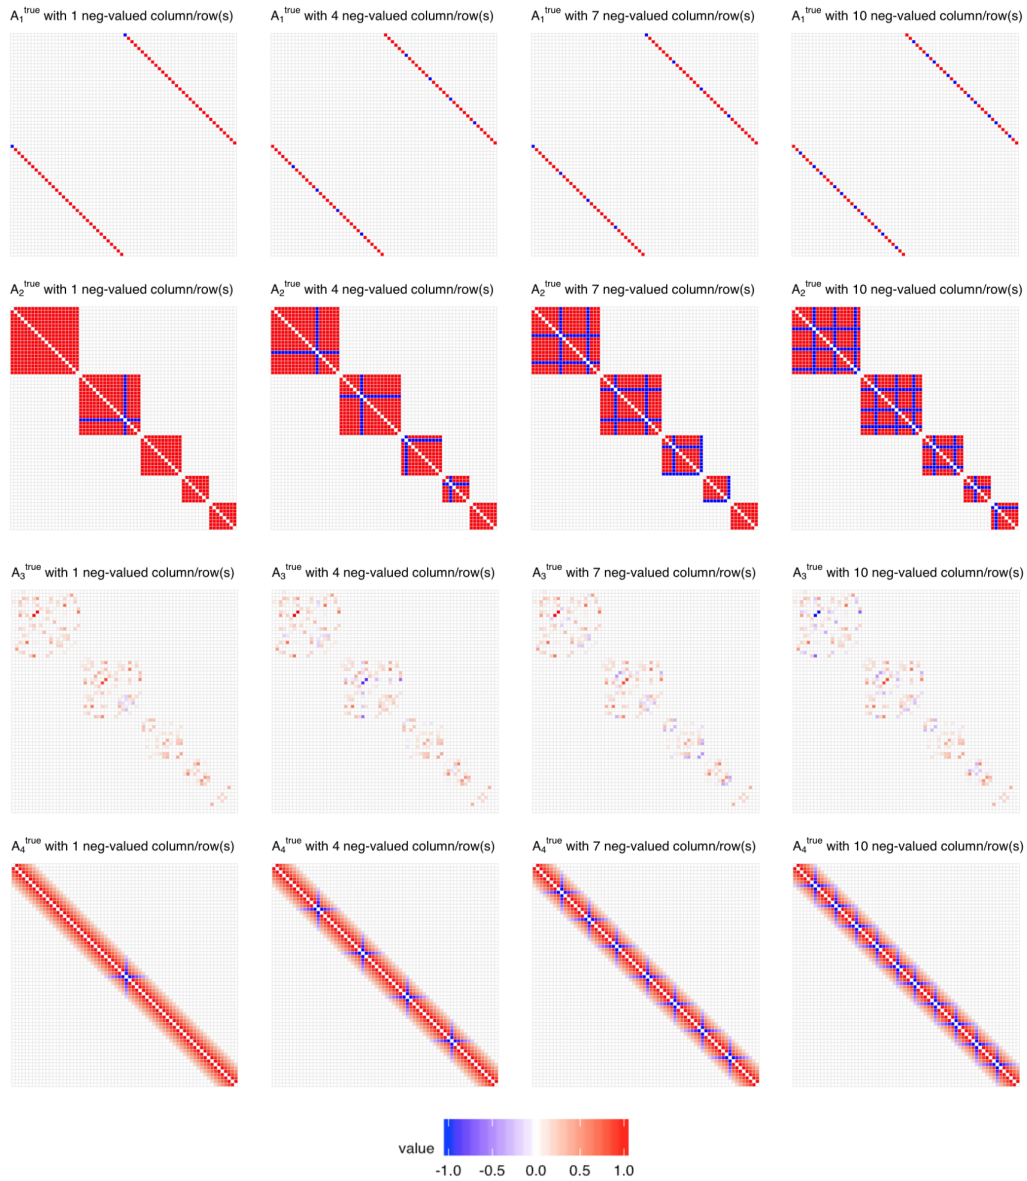 A₁ᵗʳᵘᵉ with 1 neg-valued column/row(s)
A₁ᵗʳᵘᵉ with 4 neg-valued column/row(s)
A₁ᵗʳᵘᵉ with 7 neg-valued column/row(s)
A₁ᵗʳᵘᵉ with 10 neg-valued column/row(s)
A₂ᵗʳᵘᵉ with 1 neg-valued column/row(s)
A₂ᵗʳᵘᵉ with 4 neg-valued column/row(s)
A₂ᵗʳᵘᵉ with 7 neg-valued column/row(s)
A₂ᵗʳᵘᵉ with 10 neg-valued column/row(s)
A₃ᵗʳᵘᵉ with 1 neg-valued column/row(s)
A₃ᵗʳᵘᵉ with 4 neg-valued column/row(s)
A₃ᵗʳᵘᵉ with 7 neg-valued column/row(s)
A₃ᵗʳᵘᵉ with 10 neg-valued column/row(s)
A₄ᵗʳᵘᵉ with 1 neg-valued column/row(s)
A₄ᵗʳᵘᵉ with 4 neg-valued column/row(s)
A₄ᵗʳᵘᵉ with 7 neg-valued column/row(s)
A₄ᵗʳᵘᵉ with 10 neg-valued column/row(s)
value
-1.0 -0.5 0.0 0.5 1.0